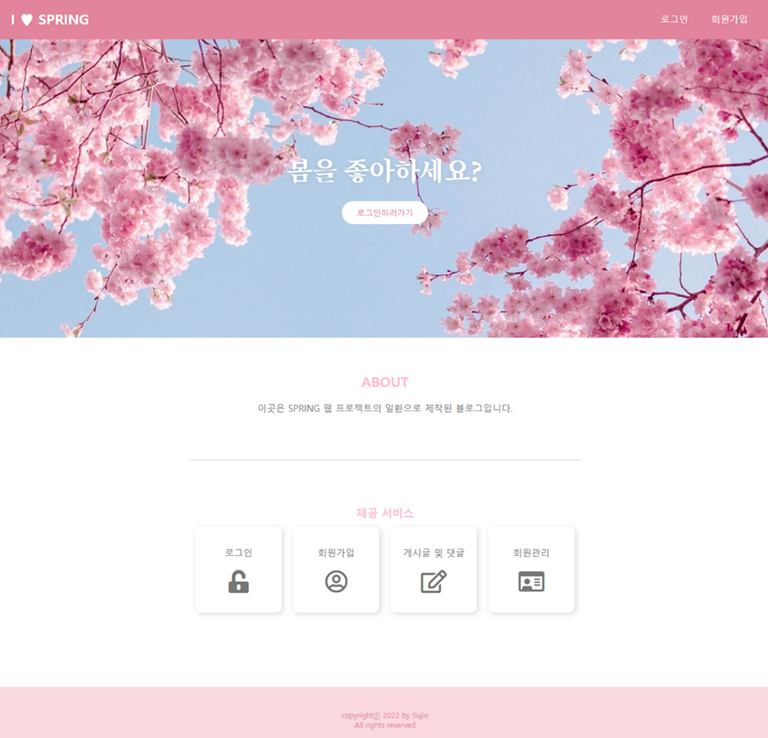 I ♥ SPRING
로그인 회원가입
봄을 좋아하세요?
로그인하러가기
ABOUT
이곳은 SPRING 웹 프로젝트의 일환으로 제작된 블로그입니다.
제공 서비스
로그인 회원가입 게시글 및 댓글 회원관리
copyrightⓒ 2022 by Sujin
All rights reserved